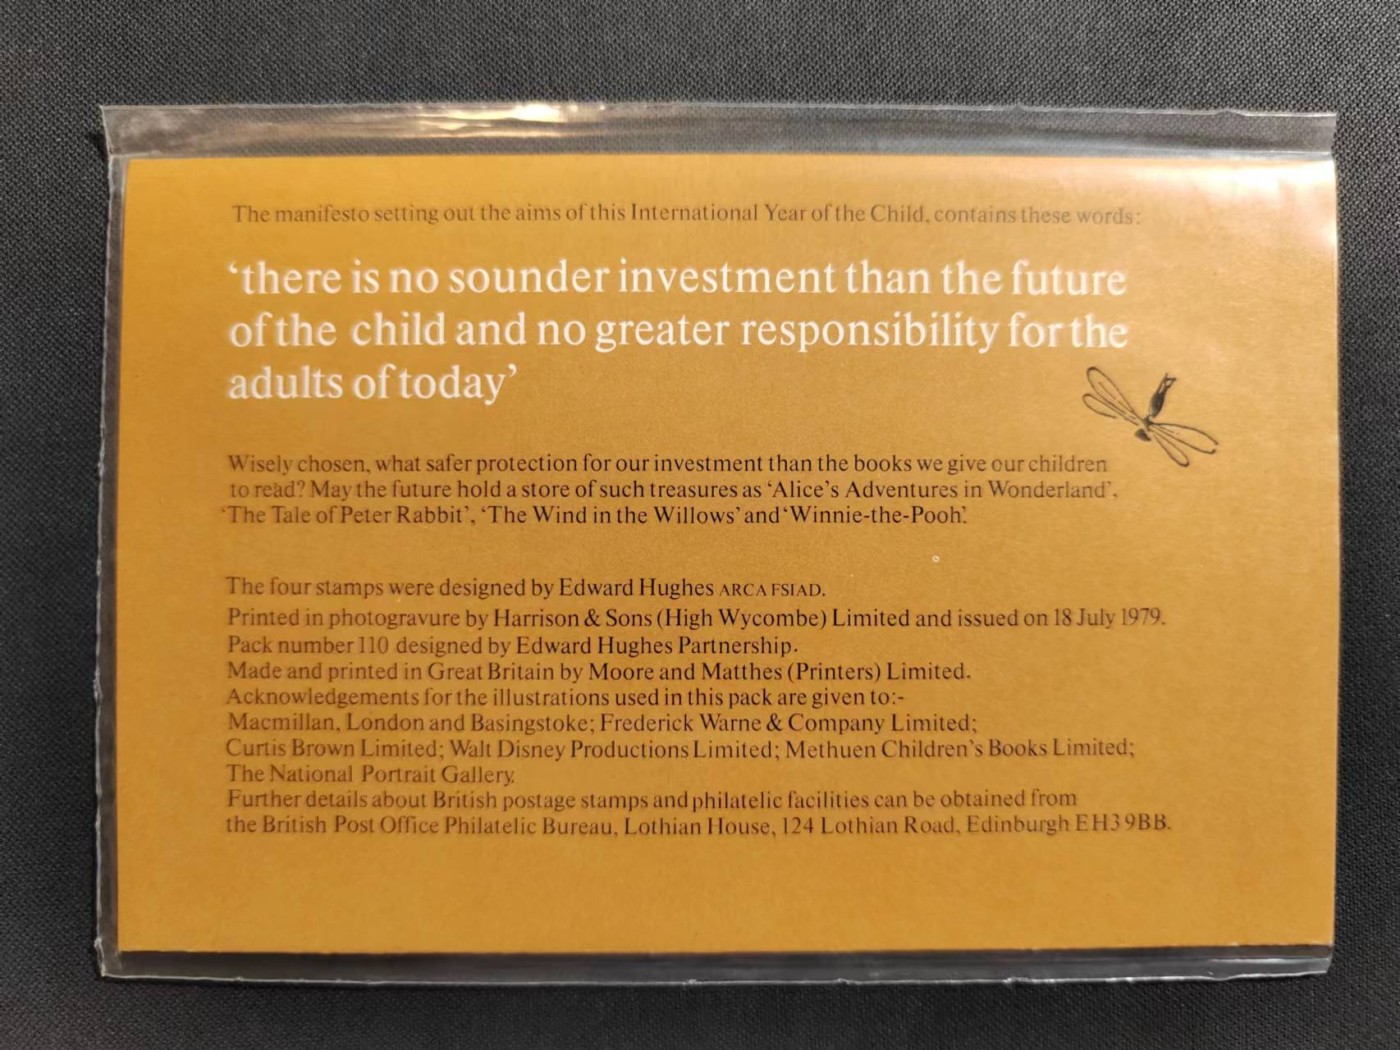 The manifesto setting out the aims of this International Year of the Child, contains these words:
‘there is no sounder investment than the future
of the child and no greater responsibility for the
adults of today’
Wisely chosen, what safer protection for our investment than the books we give our children
to read? May the future hold a store of such treasures as ‘Alice’s Adventures in Wonderland’,
‘The Tale of Peter Rabbit’, ‘The Wind in the Willows’ and ‘Winnie-the-Pooh’.
The four stamps were designed by Edward Hughes ARCA FSIAD.
Printed in photogravure by Harrison & Sons (High Wycombe) Limited and issued on 18 July 1979.
Pack number 110 designed by Edward Hughes Partnership.
Made and printed in Great Britain by Moore and Matthes (Printers) Limited.
Acknowledgements for the illustrations used in this pack are given to:-
Macmillan, London and Basingstoke; Frederick Warne & Company Limited;
Curtis Brown Limited; Walt Disney Productions Limited; Methuen Children’s Books Limited;
The National Portrait Gallery.
Further details about British postage stamps and philatelic facilities can be obtained from
the British Post Office Philatelic Bureau, Lothian House, 124 Lothian Road, Edinburgh EH3 9BB.